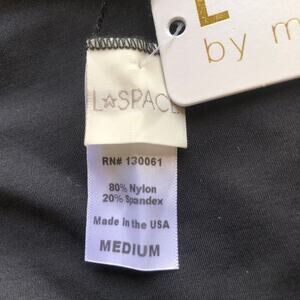 L
by m
L☆SPACE
RN# 130061
80% Nylon
20% Spandex
Made in the USA
MEDIUM